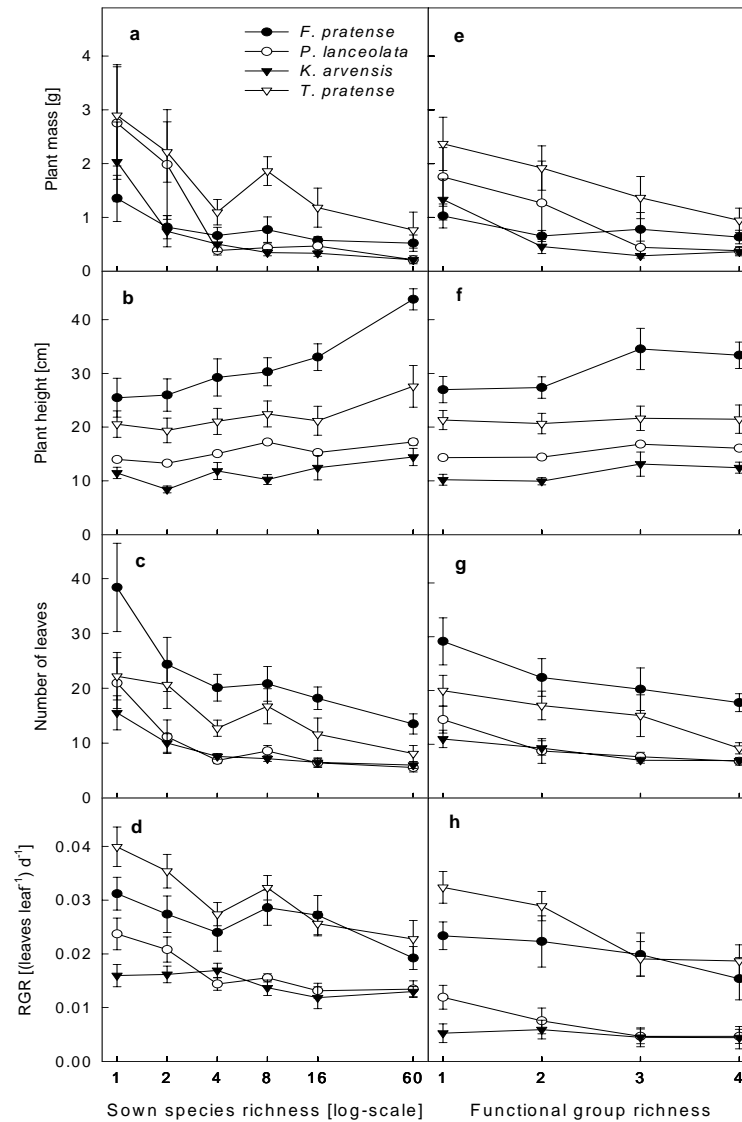 a
F. pratense
P. lanceolata
K. arvensis
T. pratense
e
Plant mass [g]
4
3
2
1
0
b
f
Plant height [cm]
40
30
20
10
0
c
g
Number of leaves
40
30
20
10
0
d
h
RGR [(leaves leaf⁻¹) d⁻¹]
0.04
0.03
0.02
0.01
0.00
1 2 4 8 16 60
1 2 3 4
Sown species richness [log-scale]
Functional group richness